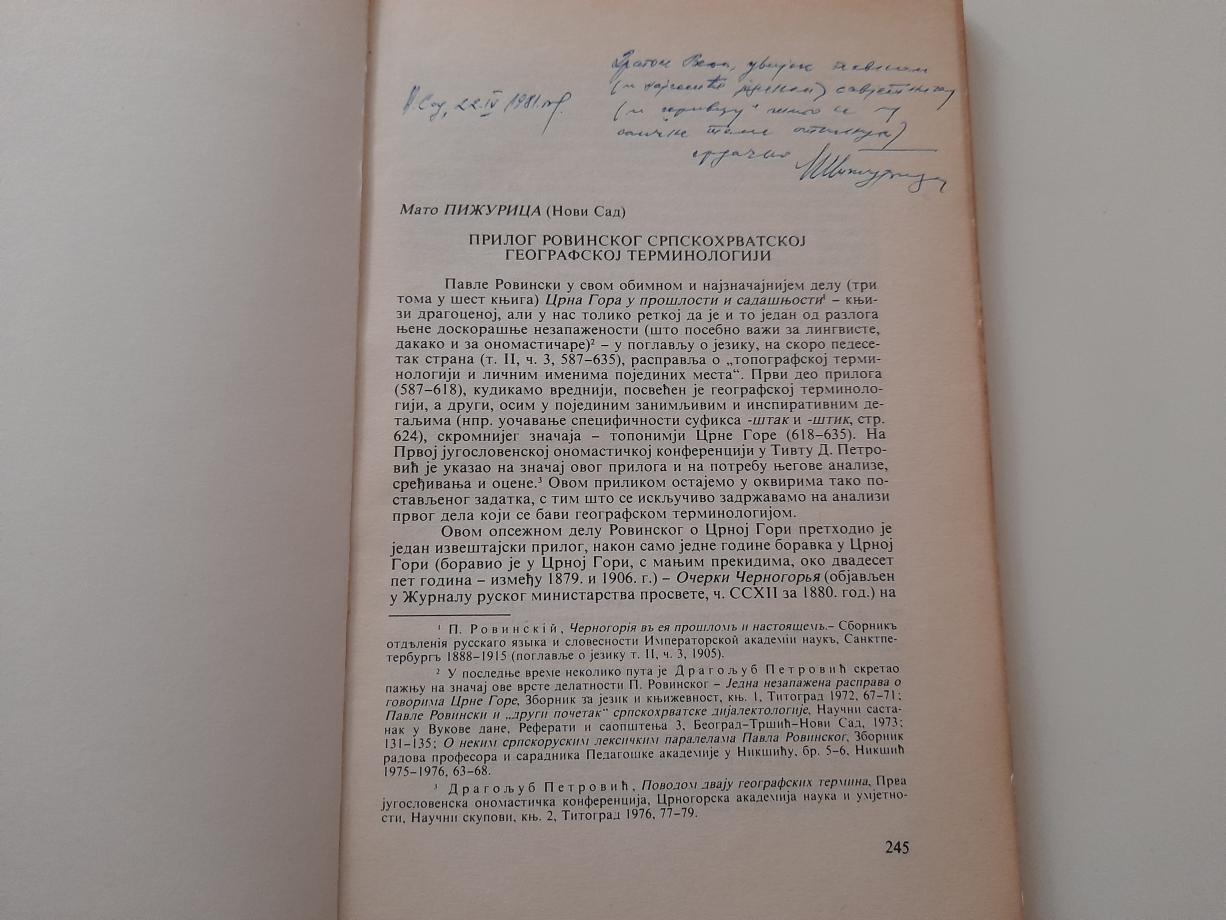 Н Сад, 22. IV 1981. год.
(и
срдачно
Мато ПИЖУРИЦА (Нови Сад)
ПРИЛОГ РОВИНСКОГ СРПСКОХРВАТСКОЈ
ГЕОГРАФСКОЈ ТЕРМИНОЛОГИЈИ
Павле Ровински у свом обимном и најзначајнијем делу (три
тома у шест књига) Црна Гора у прошлости и садашњости¹ – књи-
зи драгоценој, али у нас толико реткој да је и то један од разлога
њене доскорашње незапажености (што посебно важи за лингвисте,
дакако и за ономастичаре)² – у поглављу о језику, на скоро педесе-
так страна (т. II, ч. 3, 587–635), расправља о „топографској терми-
нологији и личним именима појединих места“. Први део прилога
(587–618), кудикамо вреднији, посвећен је географској терминоло-
гији, а други, осим у појединим занимљивим и инспиративним де-
таљима (нпр. уочавање специфичности суфикса -штак и -штик, стр.
624), скромнијег значаја – топонимји Црне Горе (618–635). На
Првој југословенској ономастичкој конференцији у Тивту Д. Петро-
вић је указао на значај овог прилога и на потребу његове анализе,
сређивања и оцене.³ Овом приликом остајемо у оквирима тако по-
стављеног задатка, с тим што се искључиво задржавамо на анализи
првог дела који се бави географском терминологијом.
Овом опсежном делу Ровинског о Црној Гори претходио је
један извештајски прилог, након само једне године боравка у Црној
Гори (боравио је у Црној Гори, с мањим прекидима, око двадесет
пет година – између 1879. и 1906. г.) – Очерки Черногорья (објављен
у Журналу руског министарства просвете, ч. CCXII за 1880. год.) на
¹ П. Ровинскій, Черногорія въ ея прошломъ и настоящемъ.– Сборникъ
отдѣленія русскаго языка и словесности Императорской академіи наукъ, Санктпе-
тербургъ 1888–1915 (поглавље о језику т. II, ч. 3, 1905).
² У последње време неколико пута је Драгољуб Петровић скретао
пажњу на значај ове врсте делатности П. Ровинског – Једна незапажена расправа о
говорима Црне Горе, Зборник за језик и књижевност, књ. 1, Титоград 1972, 67–71;
Павле Ровински и „други почетак“ српскохрватске дијалектологије, Научни саста-
нак у Вукове дане, Реферати и саопштења 3, Београд–Тршић–Нови Сад, 1973;
131–135; О неким српскоруским лексичким паралелама Павла Ровинског, Зборник
радова професора и сарадника Педагошке академије у Никшићу, бр. 5–6, Никшић
1975–1976, 63–68.
³ Драгољуб Петровић, Поводом двају географских термина, Прва
југословенска ономастичка конференција, Црногорска академија наука и умјетно-
сти, Научни скупови, књ. 2, Титоград 1976, 77–79.
245